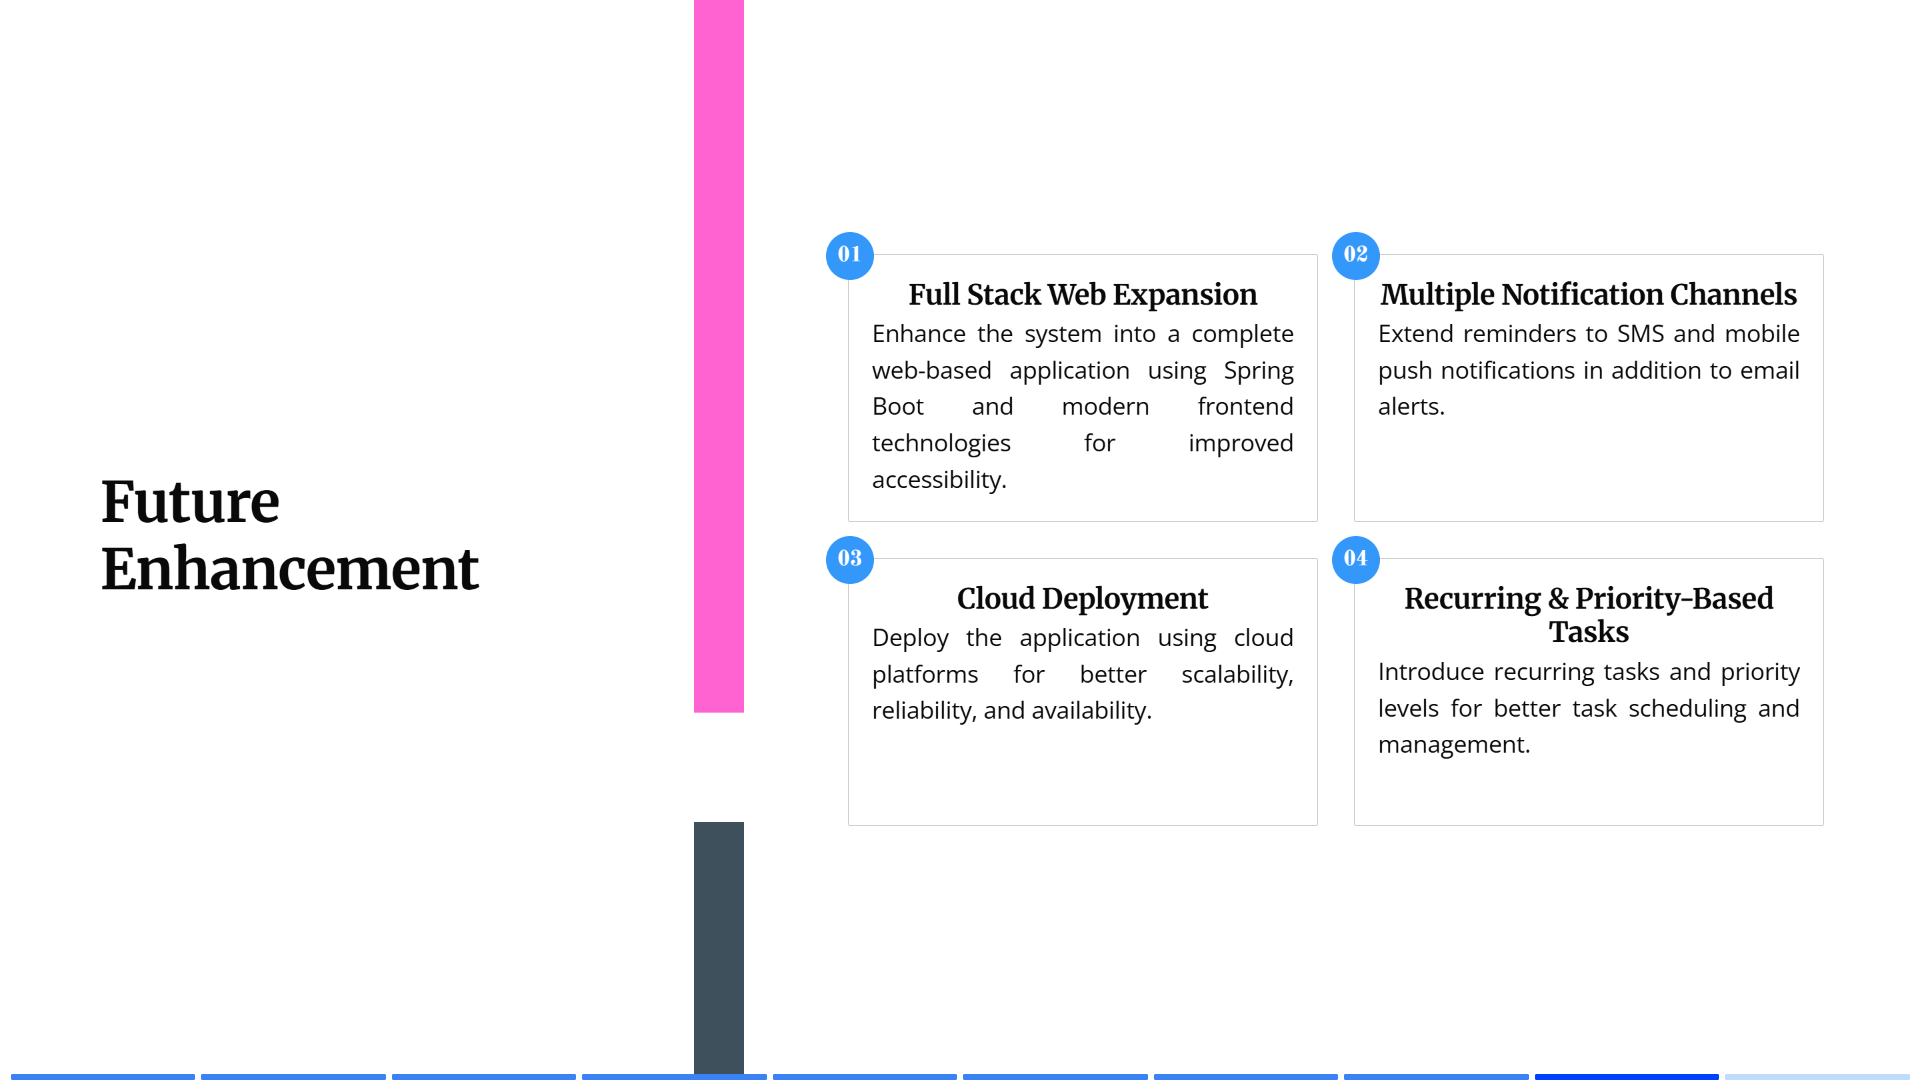 Future
Enhancement
01
Full Stack Web Expansion
Enhance the system into a complete
web-based application using Spring
Boot and modern frontend
technologies for improved
accessibility.
02
Multiple Notification Channels
Extend reminders to SMS and mobile
push notifications in addition to email
alerts.
03
Cloud Deployment
Deploy the application using cloud
platforms for better scalability,
reliability, and availability.
04
Recurring & Priority-Based
Tasks
Introduce recurring tasks and priority
levels for better task scheduling and
management.